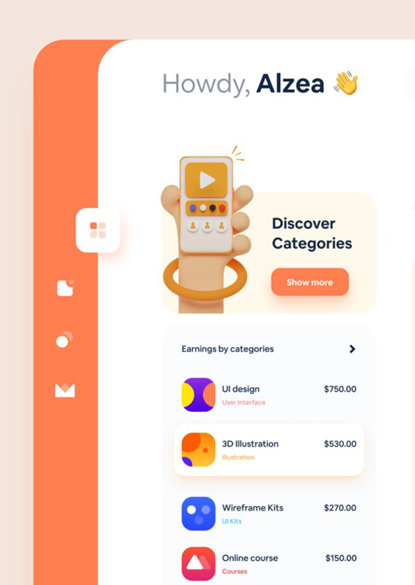 Howdy, Alzea 👋
Discover
Categories
Show more
Earnings by categories
UI design
$750.00
User Interface
3D Illustration
$530.00
Illustration
Wireframe Kits
$270.00
UI Kits
Online course
$150.00
Courses